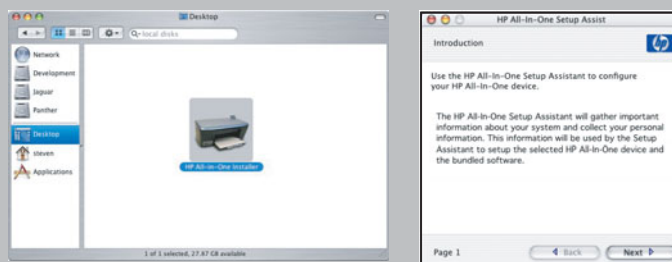 Desktop
local disks
Network
Development
Jaguar
Panther
Desktop
steven
Applications
HP All-in-One Installer
1 of 1 selected, 27.87 GB available
HP All-In-One Setup Assist
Introduction
hp
Use the HP All-In-One Setup Assistant to configure
your HP All-in-One device.
The HP All-In-One Setup Assistant will gather important
information about your system and collect your personal
information. This information will be used by the Setup
Assistant to setup the selected HP All-In-One device and
the bundled software.
Page 1
Back
Next